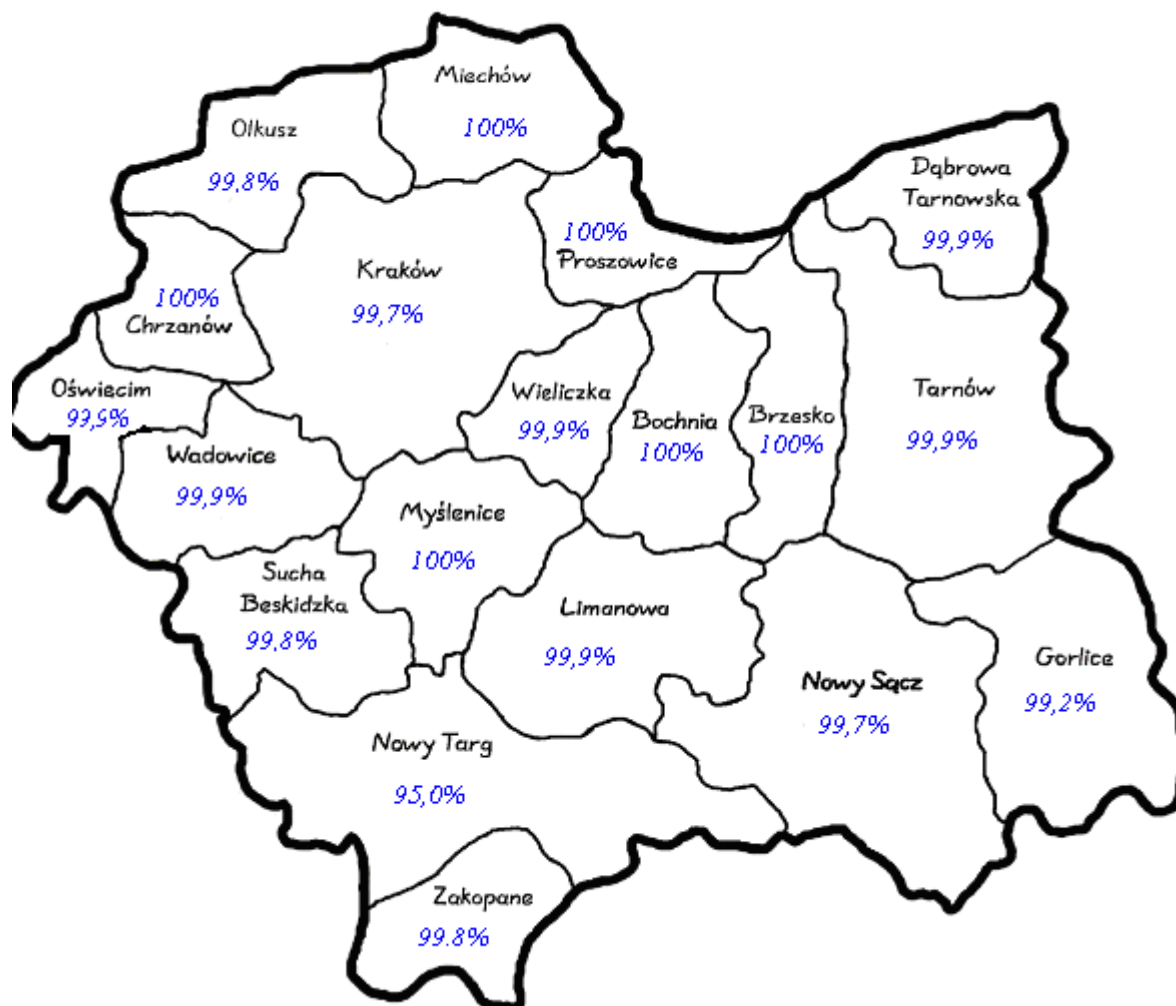 Miechów
100%
Olkusz
99,8%
Dąbrowa
Tarnowska
99,9%
100%
Proszowice
Kraków
99,7%
100%
Chrzanów
Oświęcim
99,9%
Wieliczka
99,9%
Bochnia
100%
Brzesko
100%
Tarnów
99,9%
Wadowice
99,9%
Myślenice
100%
Sucha
Beskidzka
99,8%
Limanowa
99,9%
Nowy Sącz
99,7%
Gorlice
99,2%
Nowy Targ
95,0%
Zakopane
99.8%